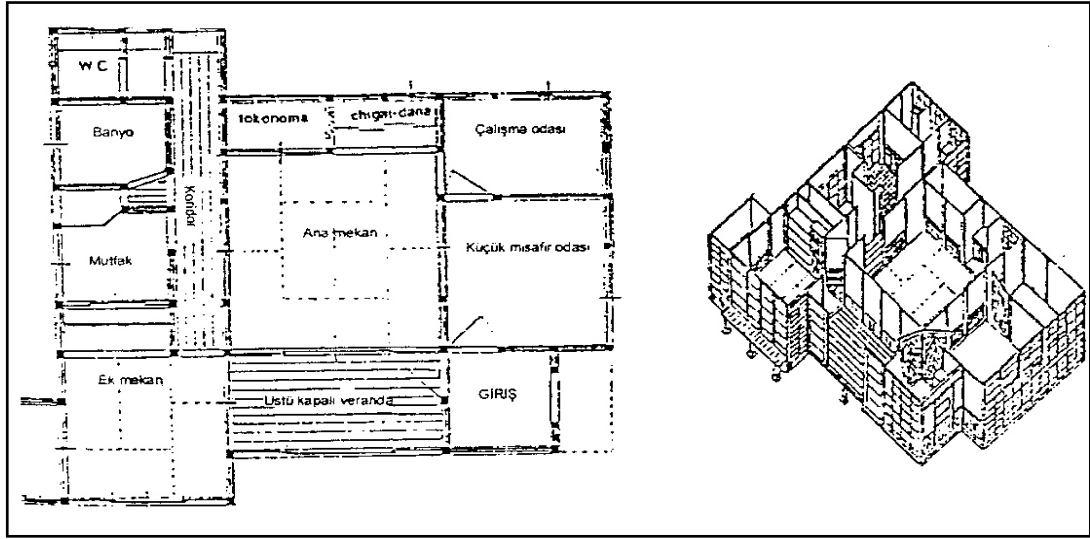 WC
Banyo
tokonoma
chigai-dana
Çalışma odası
Koridor
Ana mekan
Mutfak
Küçük misafir odası
Ek mekan
Üstü kapalı veranda
GİRİŞ